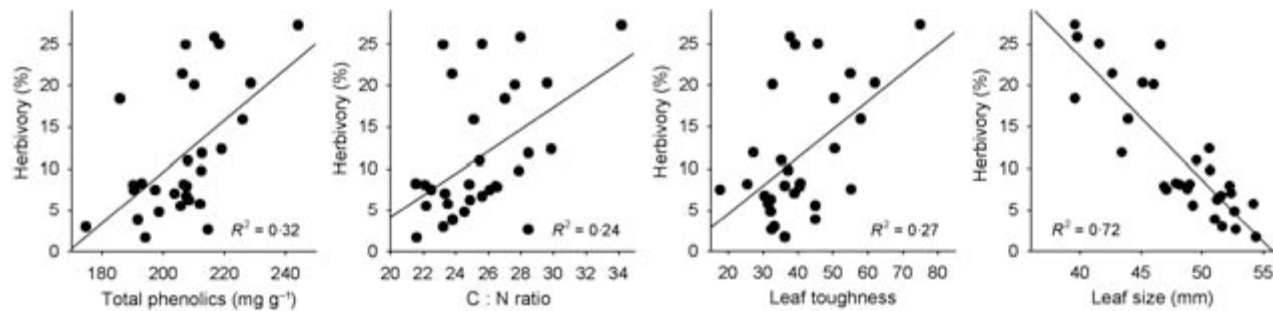 Herbivory (%)
25
20
15
10
5
0
R² = 0·32
180 200 220 240
Total phenolics (mg g⁻¹)
Herbivory (%)
25
20
15
10
5
0
R² = 0·24
20 22 24 26 28 30 32 34
C : N ratio
Herbivory (%)
25
20
15
10
5
0
R² = 0·27
20 30 40 50 60 70 80
Leaf toughness
Herbivory (%)
25
20
15
10
5
0
R² = 0·72
40 45 50 55
Leaf size (mm)